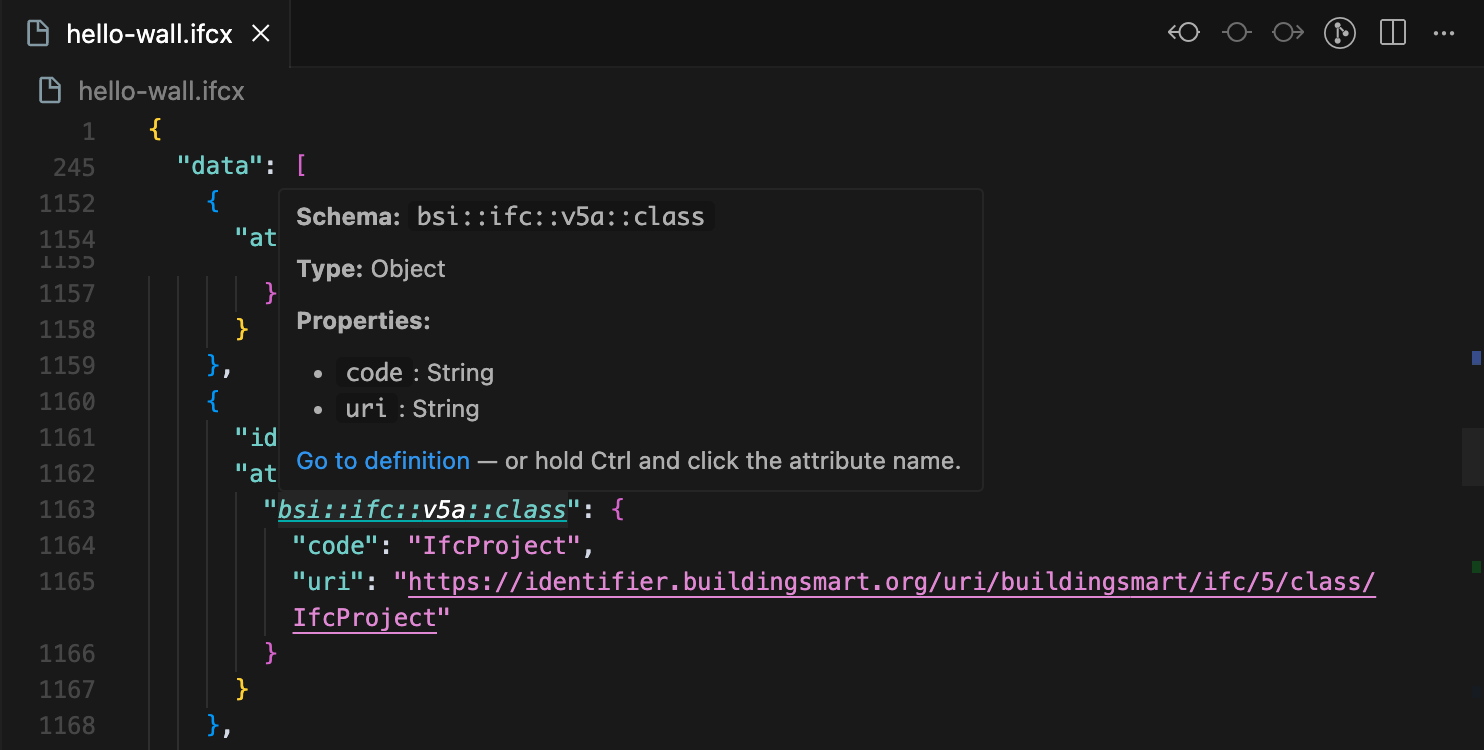 hello-wall.ifcx
hello-wall.ifcx
1 {
245 "data": [
1152 {
1154 "at
1155
1157 }
1158 }
1159 },
1160 {
1161 "id
1162 "at
Schema: bsi::ifc::v5a::class
Type: Object
Properties:
• code : String
• uri : String
Go to definition — or hold Ctrl and click the attribute name.
1163 "bsi::ifc::v5a::class": {
1164 "code": "IfcProject",
1165 "uri": "https://identifier.buildingsmart.org/uri/buildingsmart/ifc/5/class/
IfcProject"
1166 }
1167 }
1168 },